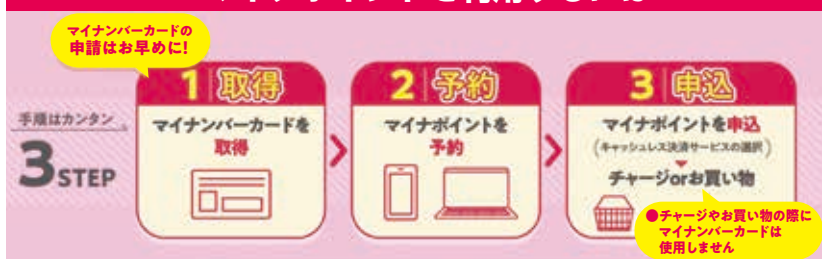 マイナンバーカードの
申請はお早めに!
手順はカンタン
3STEP
1 取得
マイナンバーカードを
取得
2 予約
マイナポイントを
予約
3 申込
マイナポイントを申込
(キャッシュレス決済サービスの選択)
チャージorお買い物
●チャージやお買い物の際に
マイナンバーカードは
使用しません